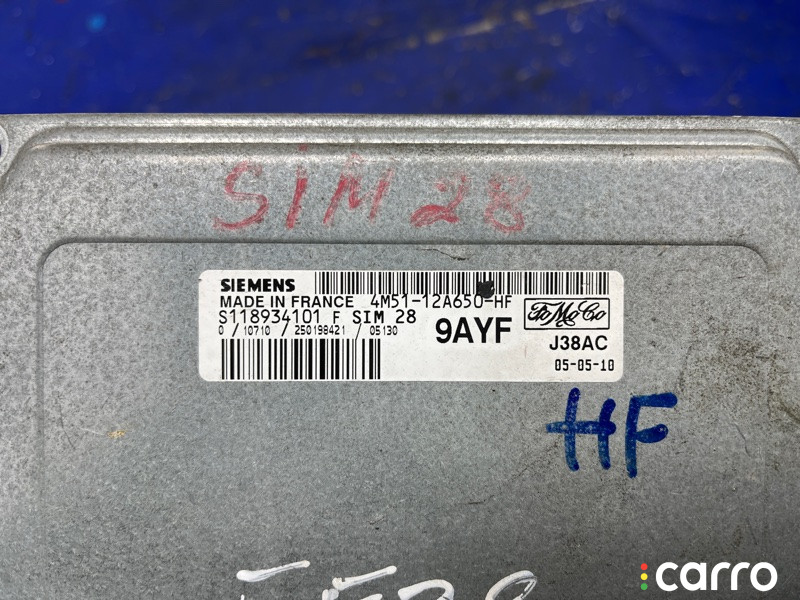 SIM 28
SIEMENS
MADE IN FRANCE 4M51-12A650-HF
S118934101 F SIM 28
0 / 10710 / 250198421 / 05130
9AYF
FoMoCo
J38AC
05-05-10
HF
carro